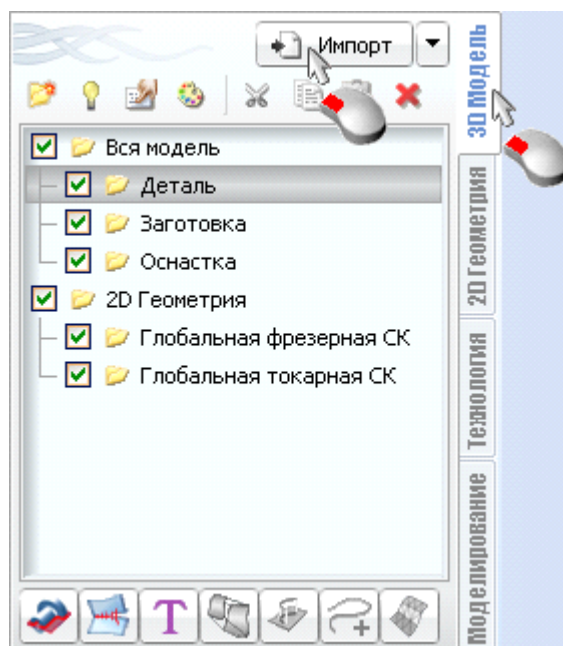 Импорт
Вся модель
Деталь
Заготовка
Оснастка
2D Геометрия
Глобальная фрезерная СК
Глобальная токарная СК
T
3D Модель
2D Геометрия
Технология
Моделирование